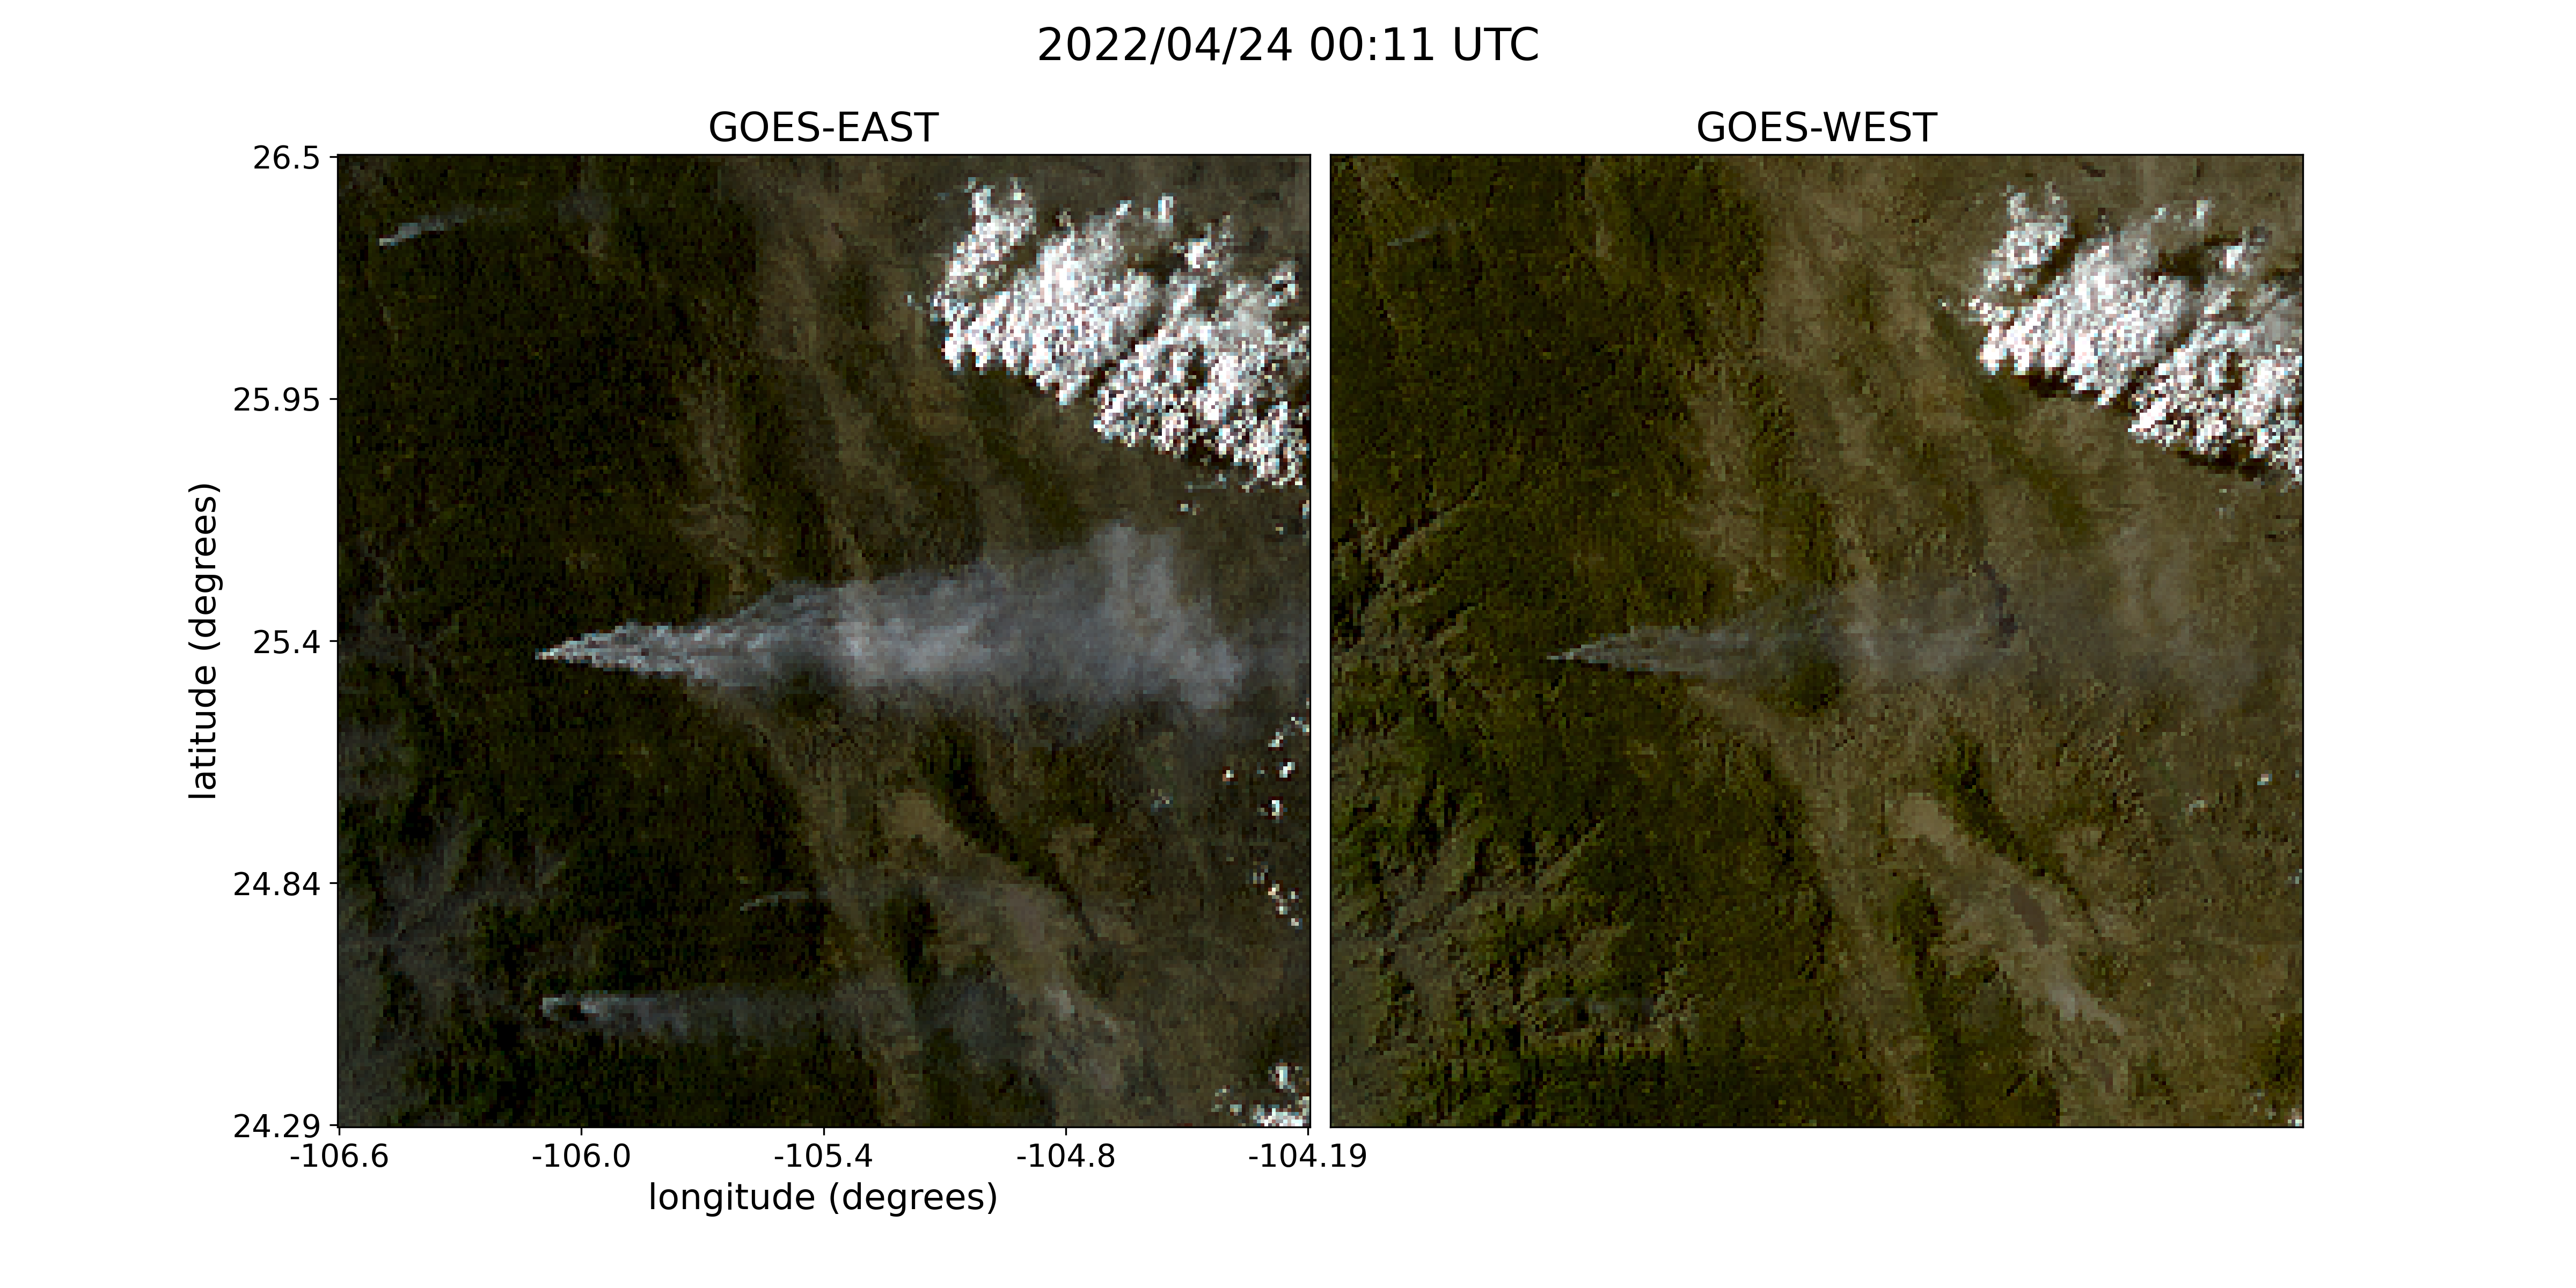 2022/04/24 00:11 UTC
GOES-EAST
GOES-WEST
26.5
25.95
25.4
24.84
24.29
latitude (degrees)
-106.6
-106.0
-105.4
-104.8
-104.19
longitude (degrees)